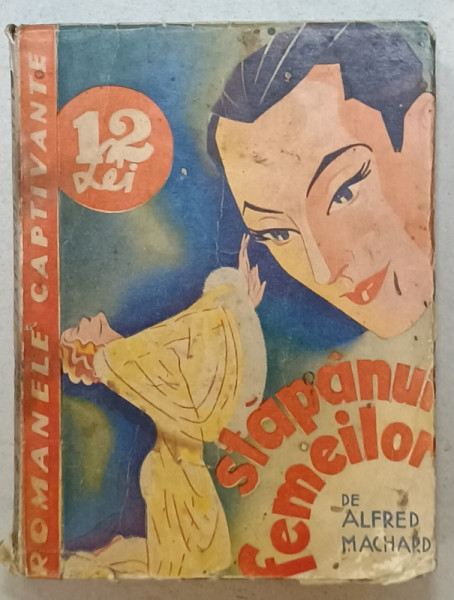 ROMANELE CAPTIVANTE
12
Lei
stapânul
femeilor
DE
ALFRED
MACHARD